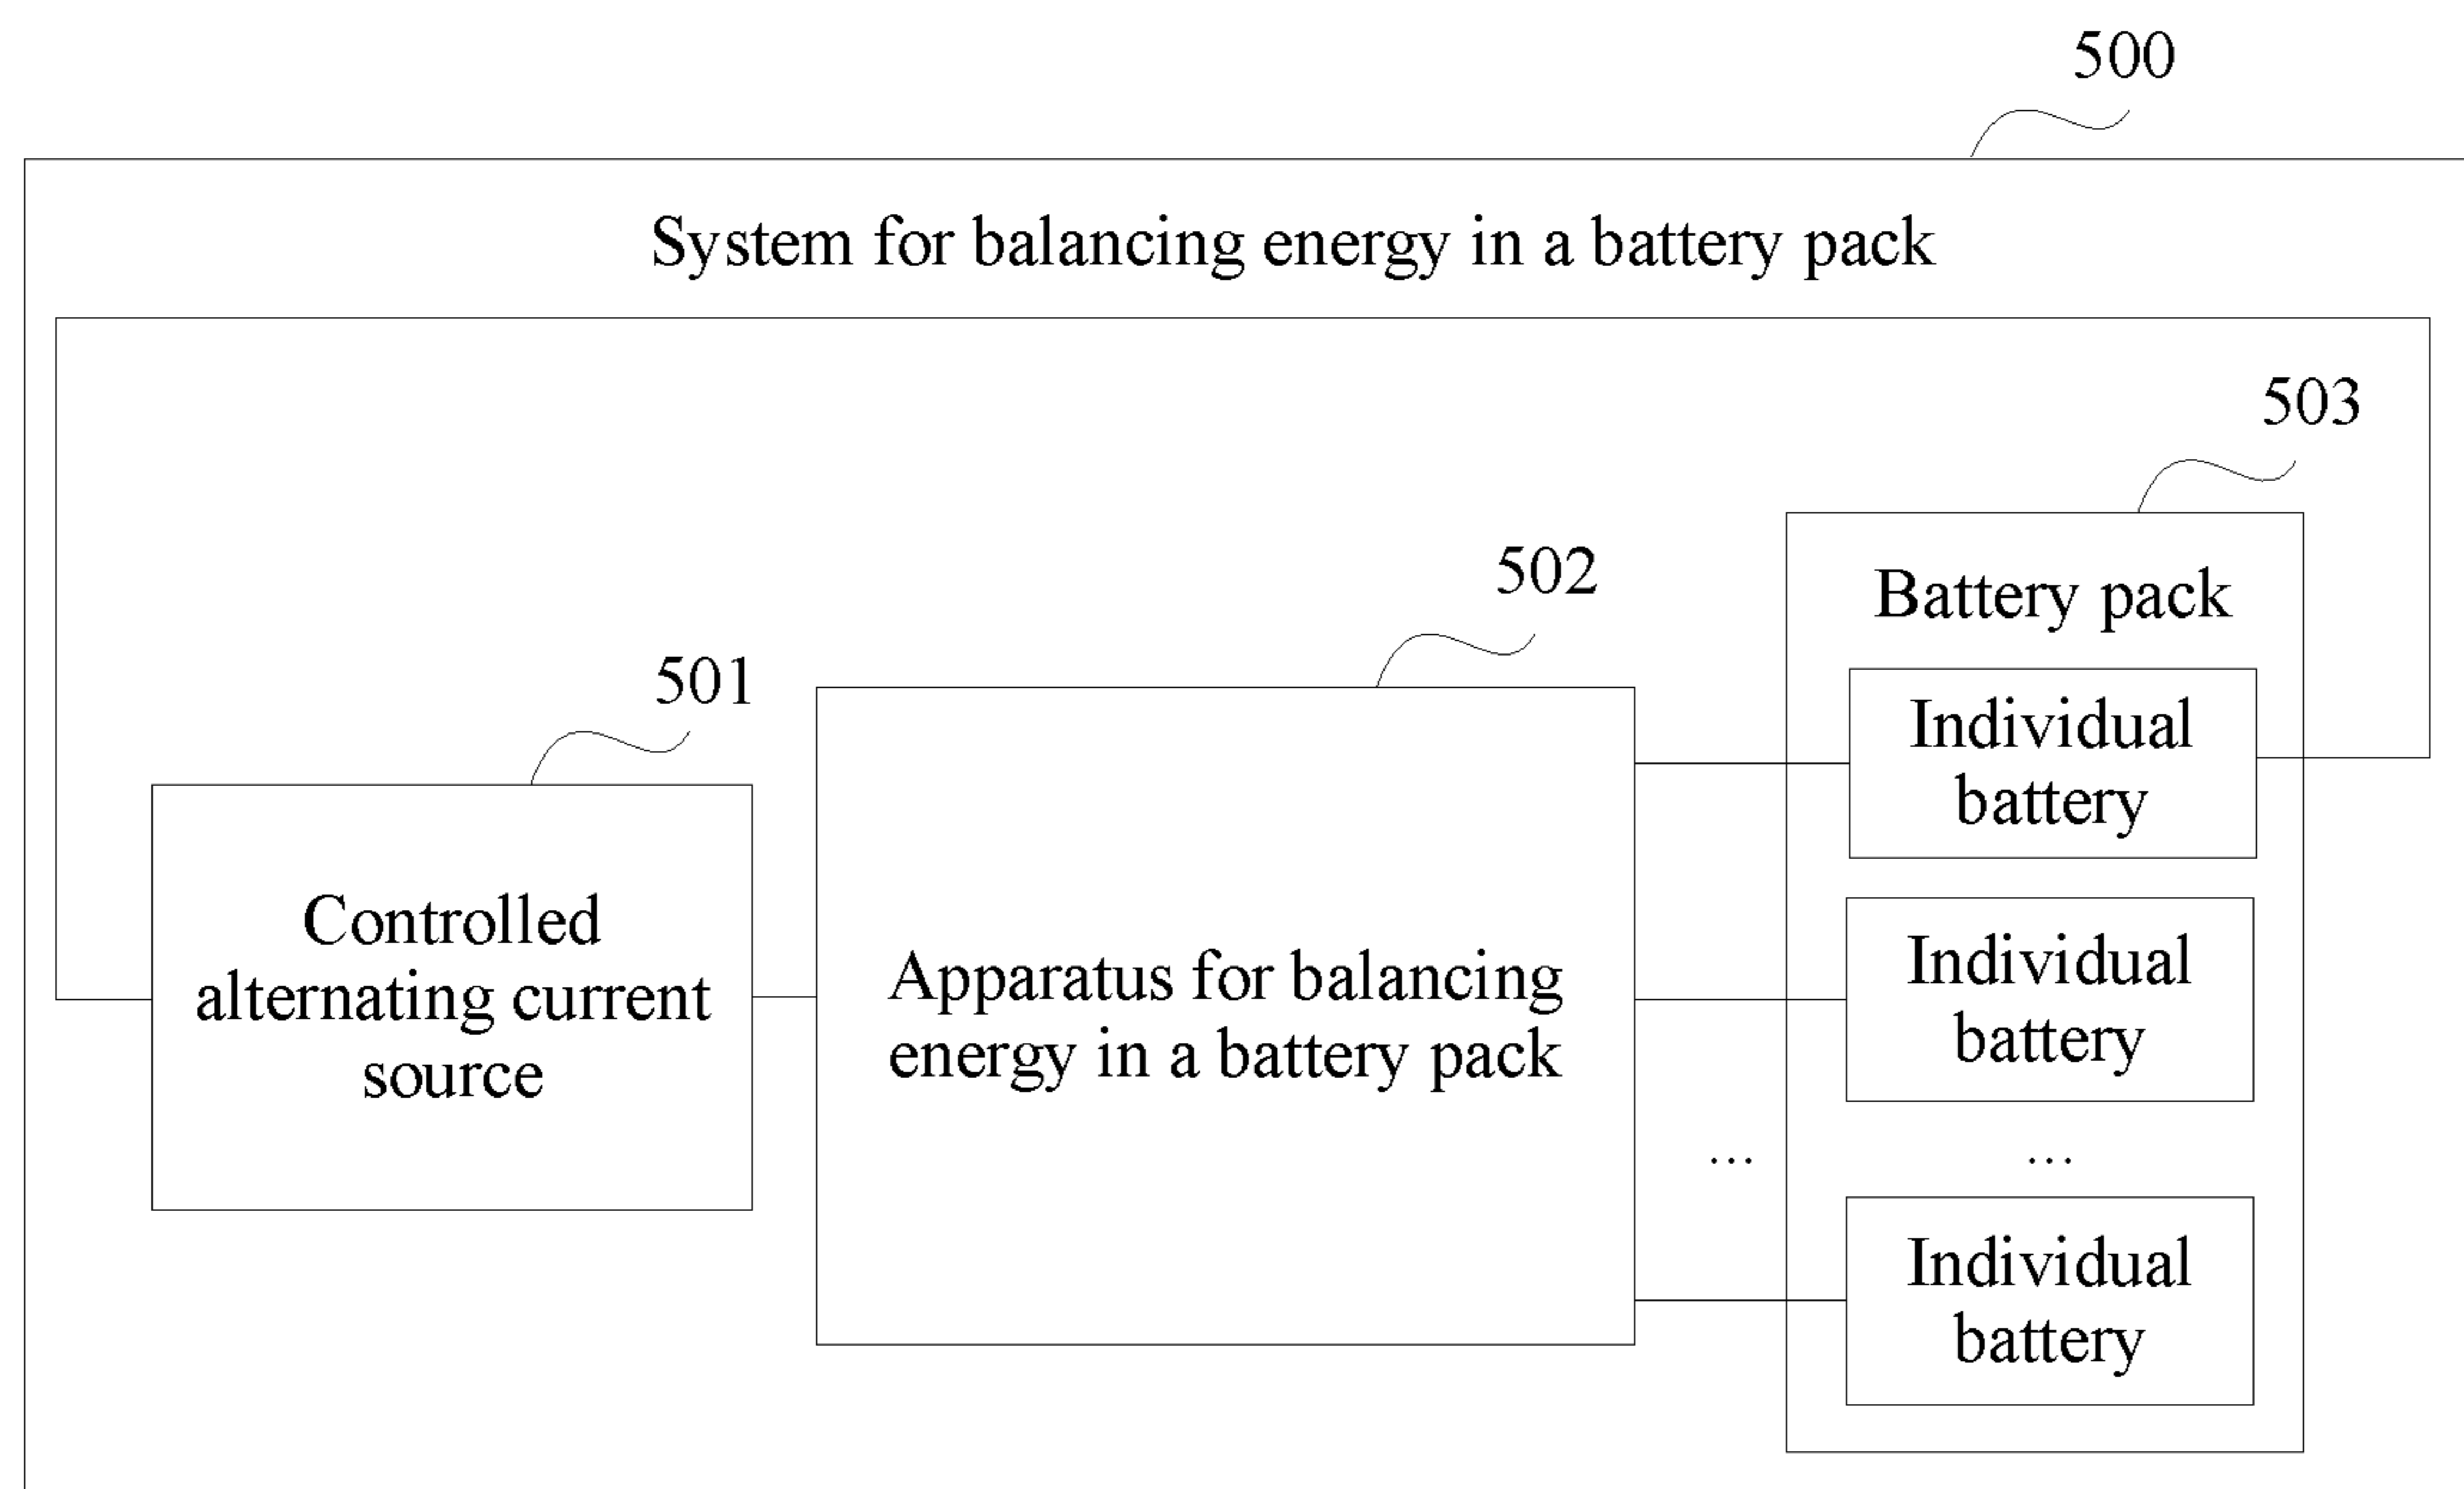 500
System for balancing energy in a battery pack
503
502
Battery pack
501
Individual
battery
Controlled
alternating current
source
Apparatus for balancing
energy in a battery pack
Individual
battery
... ...
Individual
battery